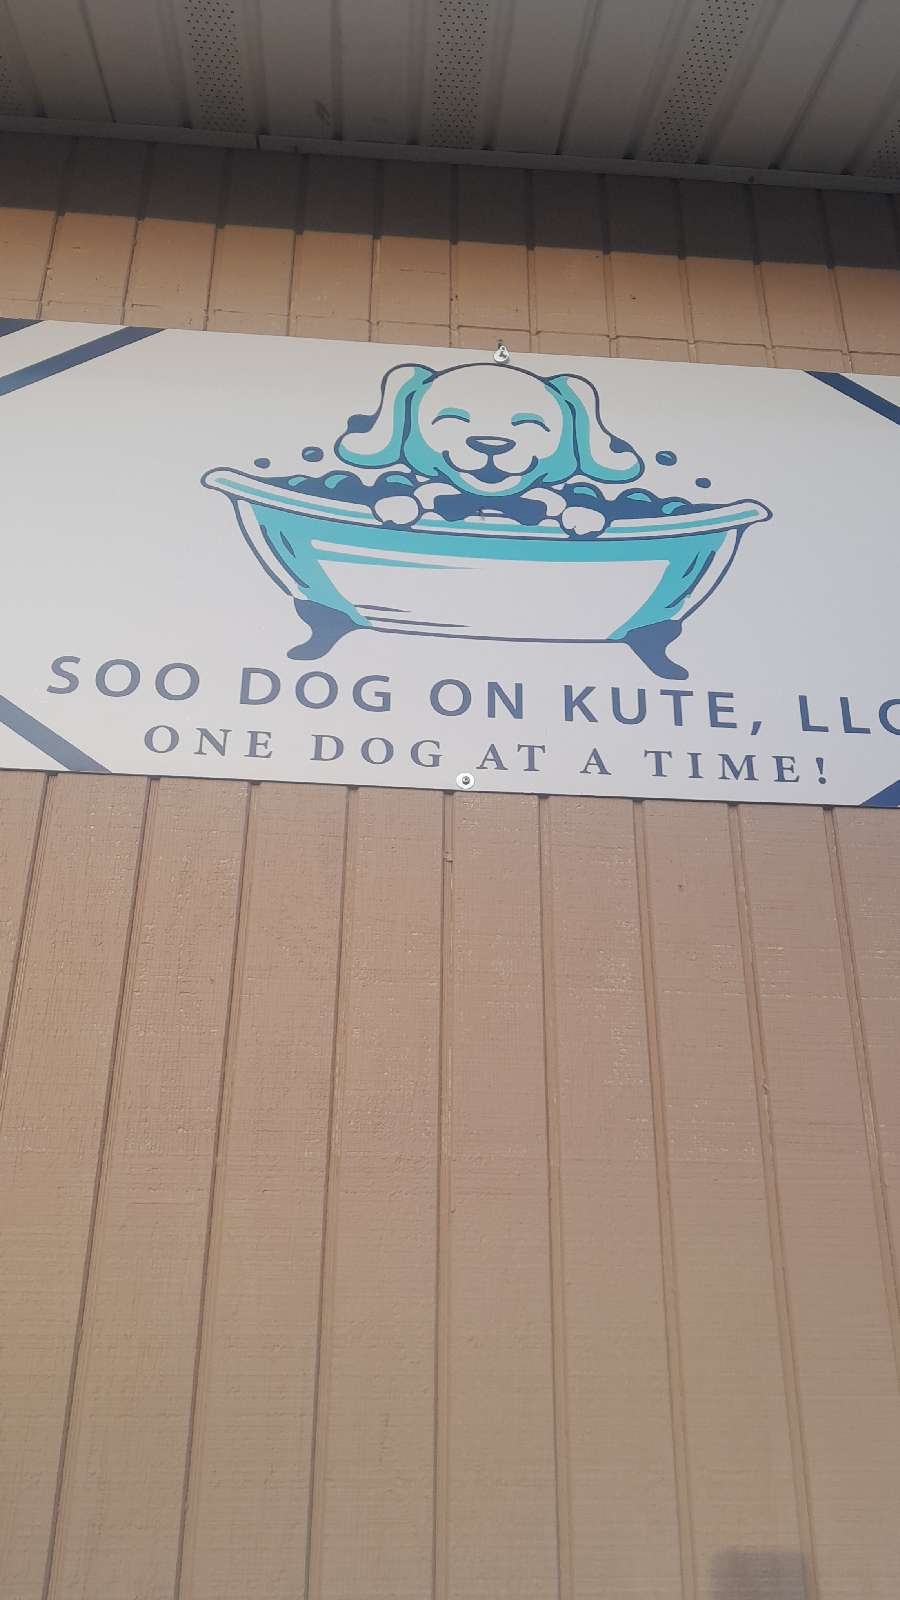 SOO DOG ON KUTE, LLC
ONE DOG AT A TIME!